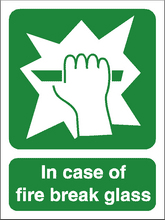 In case of
fire break glass